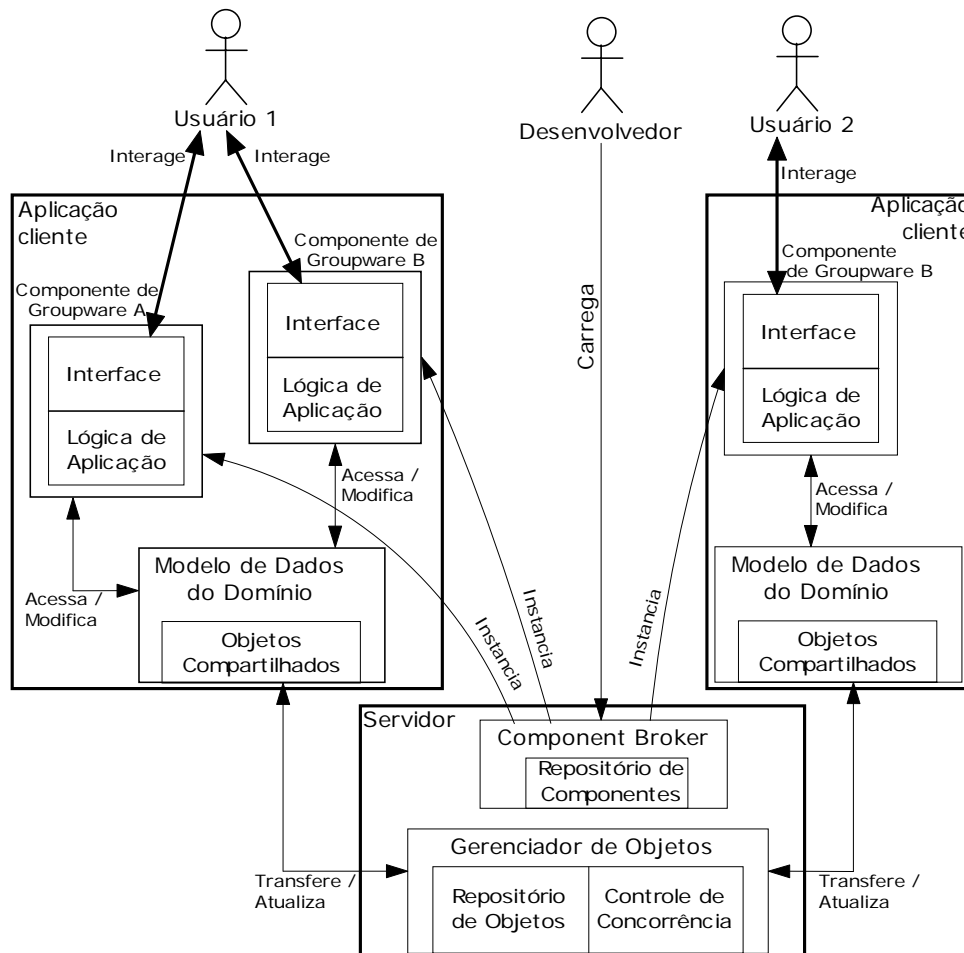 Usuário 1
Desenvolvedor
Usuário 2
Interage
Interage
Interage
Aplicação
cliente
Componente de
Groupware B
Componente de
Groupware A
Interface
Lógica de
Aplicação
Interface
Lógica de
Aplicação
Acessa /
Modifica
Acessa /
Modifica
Modelo de Dados
do Domínio
Objetos
Compartilhados
Carrega
Instancia
Instancia
Instancia
Aplicação
cliente
Componente
de Groupware B
Interface
Lógica de
Aplicação
Acessa /
Modifica
Modelo de Dados
do Domínio
Objetos
Compartilhados
Servidor
Component Broker
Repositório de
Componentes
Gerenciador de Objetos
Repositório
de Objetos
Controle de
Concorrência
Transfere /
Atualiza
Transfere /
Atualiza